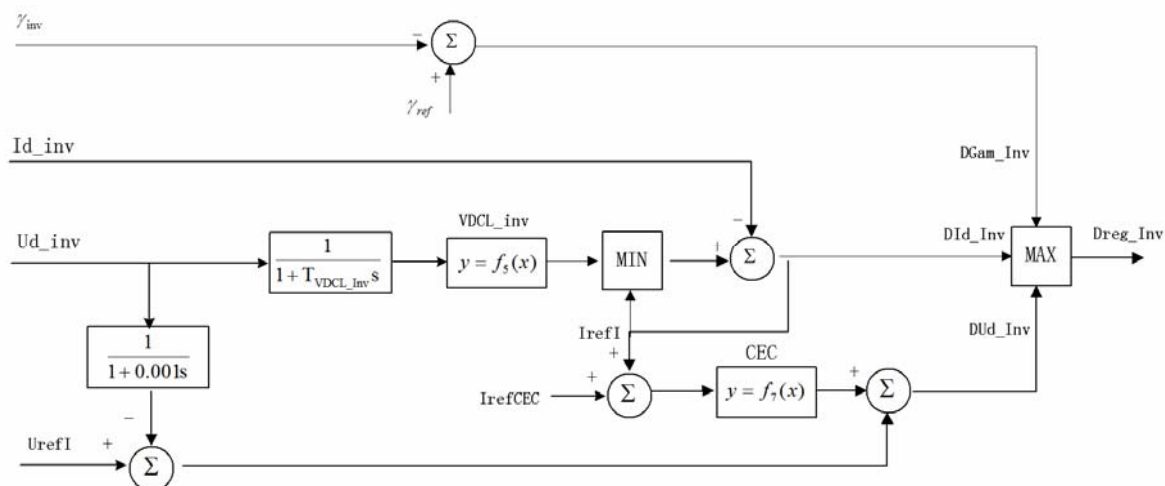 γinv
−
Σ
+
γref
Id_inv
DGam_Inv
VDCL_inv
−
Ud_inv
1
1+T_VDCL_Inv s
y = f5(x)
MIN
+
Σ
DId_Inv
MAX
Dreg_Inv
1
1+0.001s
IrefI
+
CEC
DUd_Inv
IrefCEC
+
Σ
y = f7(x)
+
Σ
−
UrefI
+
Σ